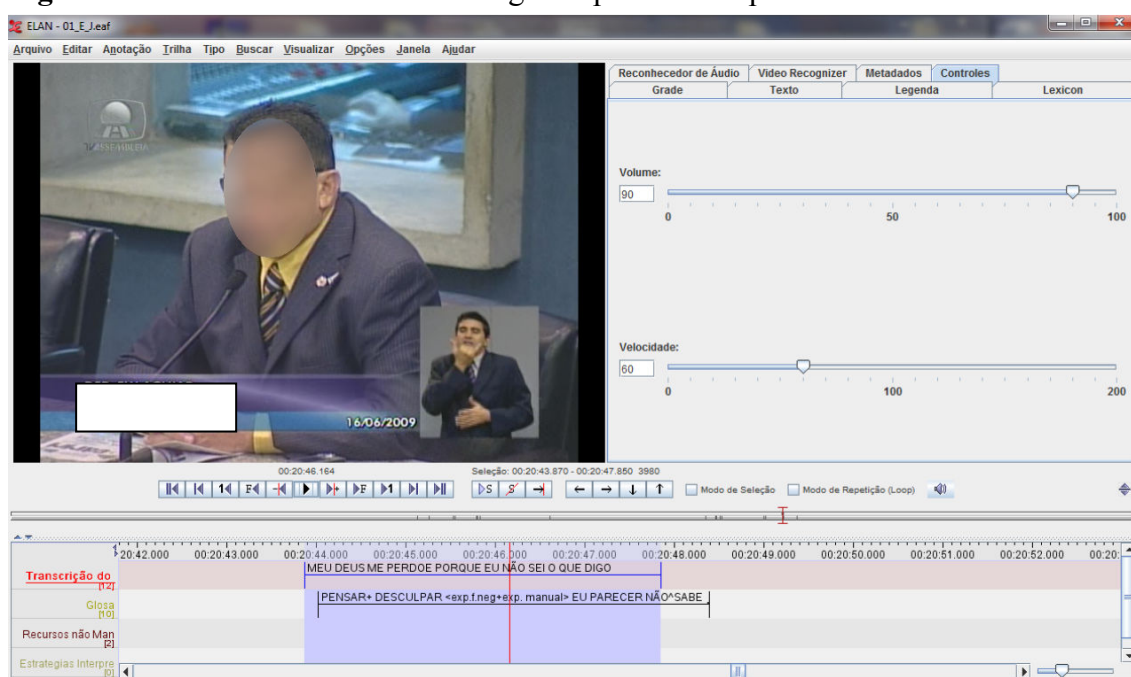 ELAN - 01_E_J.eaf
Arquivo Editar Anotação Trilha Tipo Buscar Visualizar Opções Janela Ajudar
Reconhecedor de Áudio Video Recognizer Metadados Controles
Grade Texto Legenda Lexicon
TV ASSEMBLEIA
Volume:
90
0 50 100
Velocidade:
60
0 100 200
16/06/2009
00:20:46.164 Seleção: 00:20:43.870 - 00:20:47.850 3980
Modo de Seleção Modo de Repetição (Loop)
20:42.000 00:20:43.000 00:20:44.000 00:20:45.000 00:20:46.000 00:20:47.000 00:20:48.000 00:20:49.000 00:20:50.000 00:20:51.000 00:20:52.000 00:20:
Transcrição do
[12]
MEU DEUS ME PERDOE PORQUE EU NÃO SEI O QUE DIGO
Glosa
[10]
PENSAR+ DESCULPAR <exp.f.neg+exp. manual> EU PARECER NÃO^SABE
Recursos não Man
[2]
Estrategias Interpre
[0]